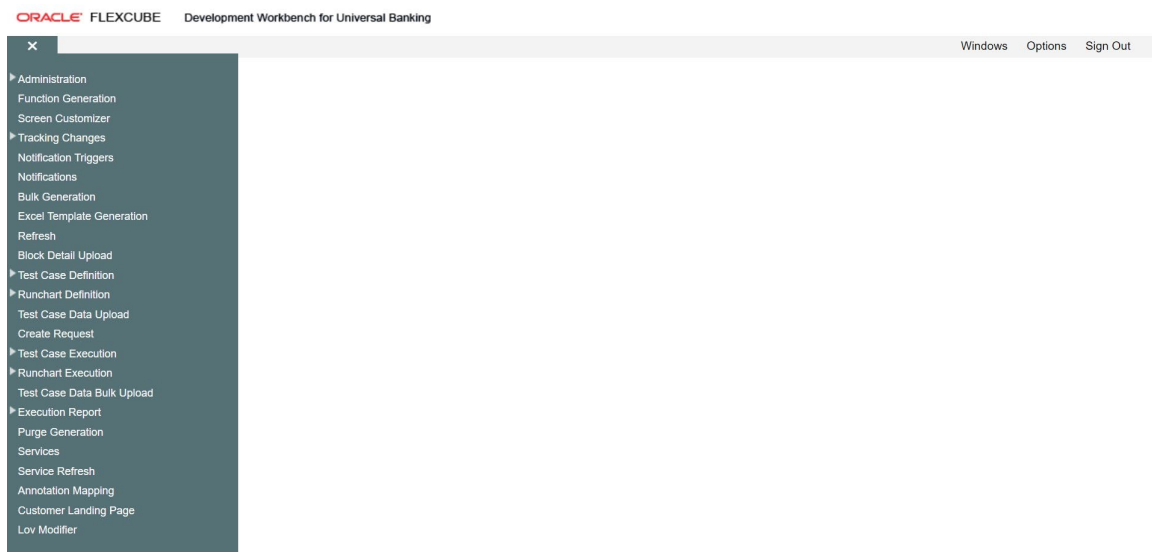 ORACLE® FLEXCUBE Development Workbench for Universal Banking
Windows Options Sign Out
Administration
Function Generation
Screen Customizer
Tracking Changes
Notification Triggers
Notifications
Bulk Generation
Excel Template Generation
Refresh
Block Detail Upload
Test Case Definition
Runchart Definition
Test Case Data Upload
Create Request
Test Case Execution
Runchart Execution
Test Case Data Bulk Upload
Execution Report
Purge Generation
Services
Service Refresh
Annotation Mapping
Customer Landing Page
Lov Modifier